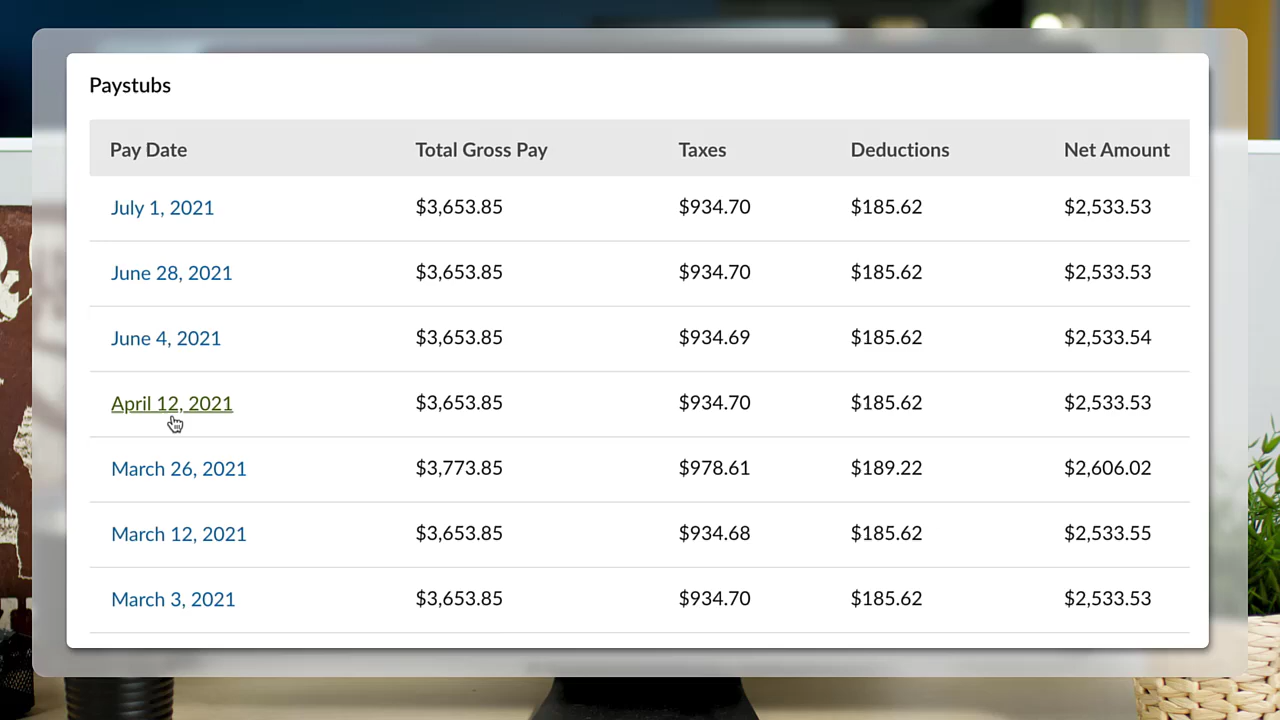 Paystubs
Pay Date Total Gross Pay Taxes Deductions Net Amount
July 1, 2021 $3,653.85 $934.70 $185.62 $2,533.53
June 28, 2021 $3,653.85 $934.70 $185.62 $2,533.53
June 4, 2021 $3,653.85 $934.69 $185.62 $2,533.54
April 12, 2021 $3,653.85 $934.70 $185.62 $2,533.53
March 26, 2021 $3,773.85 $978.61 $189.22 $2,606.02
March 12, 2021 $3,653.85 $934.68 $185.62 $2,533.55
March 3, 2021 $3,653.85 $934.70 $185.62 $2,533.53